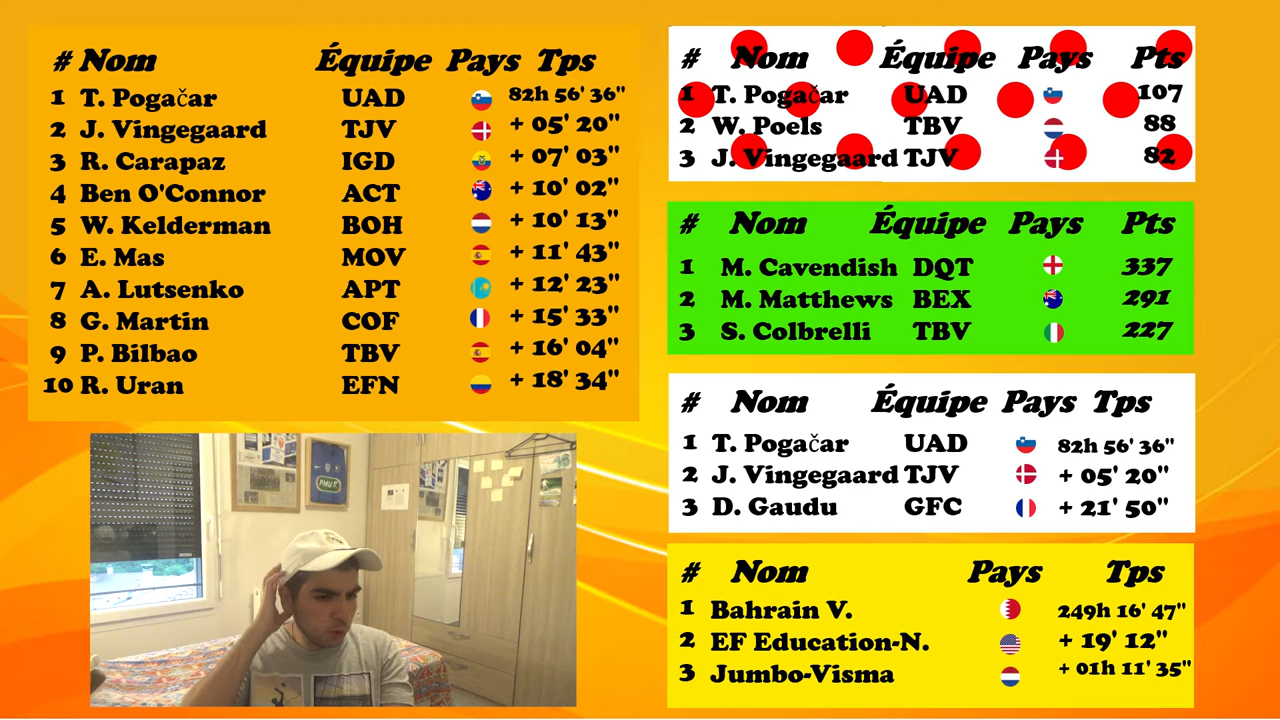 # Nom Équipe Pays Tps
1 T. Pogačar UAD 82h 56' 36"
2 J. Vingegaard TJV + 05' 20"
3 R. Carapaz IGD + 07' 03"
4 Ben O'Connor ACT + 10' 02"
5 W. Kelderman BOH + 10' 13"
6 E. Mas MOV + 11' 43"
7 A. Lutsenko APT + 12' 23"
8 G. Martin COF + 15' 33"
9 P. Bilbao TBV + 16' 04"
10 R. Uran EFN + 18' 34"
# Nom Équipe Pays Pts
1 T. Pogačar UAD 107
2 W. Poels TBV 88
3 J. Vingegaard TJV 82
# Nom Équipe Pays Pts
1 M. Cavendish DQT 337
2 M. Matthews BEX 291
3 S. Colbrelli TBV 227
# Nom Équipe Pays Tps
1 T. Pogačar UAD 82h 56' 36"
2 J. Vingegaard TJV + 05' 20"
3 D. Gaudu GFC + 21' 50"
# Nom Pays Tps
1 Bahrain V. 249h 16' 47"
2 EF Education-N. + 19' 12"
3 Jumbo-Visma + 01h 11' 35"
PMU